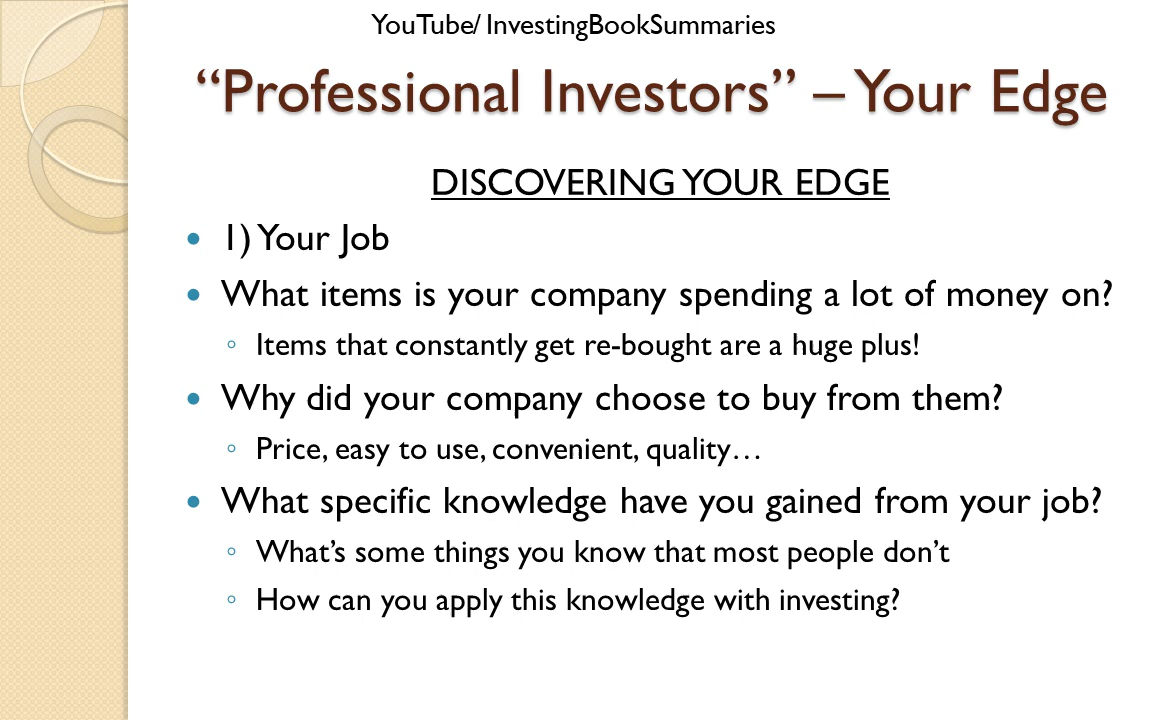 YouTube/ InvestingBookSummaries
“Professional Investors” – Your Edge
DISCOVERING YOUR EDGE
• 1) Your Job
• What items is your company spending a lot of money on?
◦ Items that constantly get re-bought are a huge plus!
• Why did your company choose to buy from them?
◦ Price, easy to use, convenient, quality…
• What specific knowledge have you gained from your job?
◦ What’s some things you know that most people don’t
◦ How can you apply this knowledge with investing?